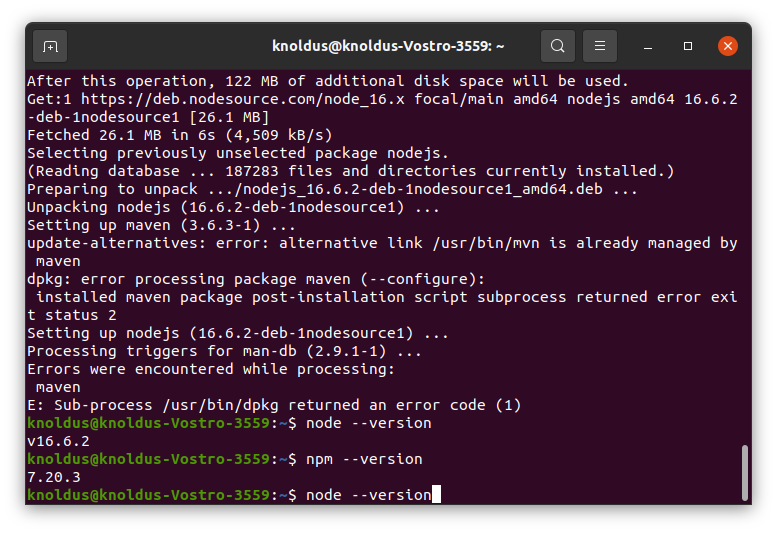 knoldus@knoldus-Vostro-3559: ~
After this operation, 122 MB of additional disk space will be used.
Get:1 https://deb.nodesource.com/node_16.x focal/main amd64 nodejs amd64 16.6.2
-deb-1nodesource1 [26.1 MB]
Fetched 26.1 MB in 6s (4,509 kB/s)
Selecting previously unselected package nodejs.
(Reading database ... 187283 files and directories currently installed.)
Preparing to unpack .../nodejs_16.6.2-deb-1nodesource1_amd64.deb ...
Unpacking nodejs (16.6.2-deb-1nodesource1) ...
Setting up maven (3.6.3-1) ...
update-alternatives: error: alternative link /usr/bin/mvn is already managed by
 maven
dpkg: error processing package maven (--configure):
 installed maven package post-installation script subprocess returned error exi
t status 2
Setting up nodejs (16.6.2-deb-1nodesource1) ...
Processing triggers for man-db (2.9.1-1) ...
Errors were encountered while processing:
 maven
E: Sub-process /usr/bin/dpkg returned an error code (1)
knoldus@knoldus-Vostro-3559:~$ node --version
v16.6.2
knoldus@knoldus-Vostro-3559:~$ npm --version
7.20.3
knoldus@knoldus-Vostro-3559:~$ node --version